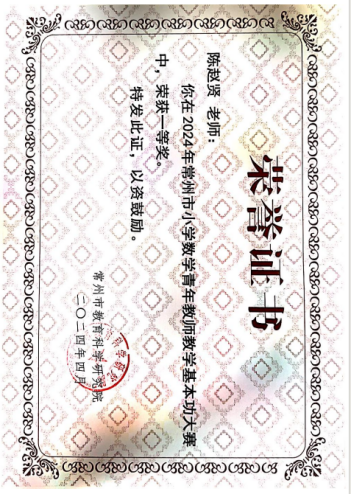 荣誉证书
陈赵贤 老师：
你在2024年常州市小学数学青年教师教学基本功大赛
中，荣获一等奖。
特发此证，以资鼓励。
常州市教育科学研究院
二〇二四年四月